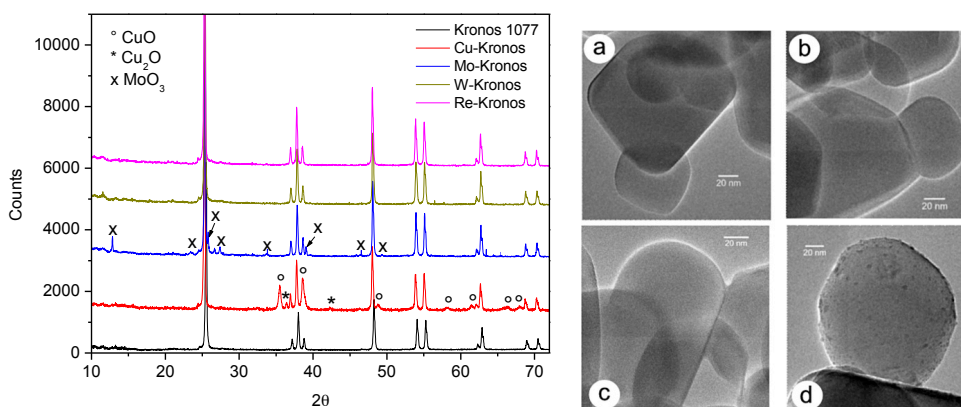 10000
8000
6000
4000
2000
0
Counts
10 20 30 40 50 60 70
2θ
° CuO
* Cu₂O
x MoO₃
Kronos 1077
Cu-Kronos
Mo-Kronos
W-Kronos
Re-Kronos
X X X X X X X X X
o * o * o o o o o
a
20 nm
b
20 nm
c
20 nm
d
20 nm